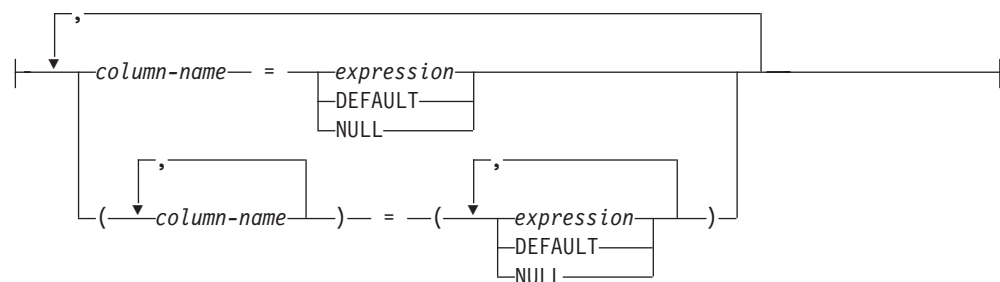 ,
column-name = expression
DEFAULT
NULL
, ,
( column-name ) = ( expression )
DEFAULT
NULL